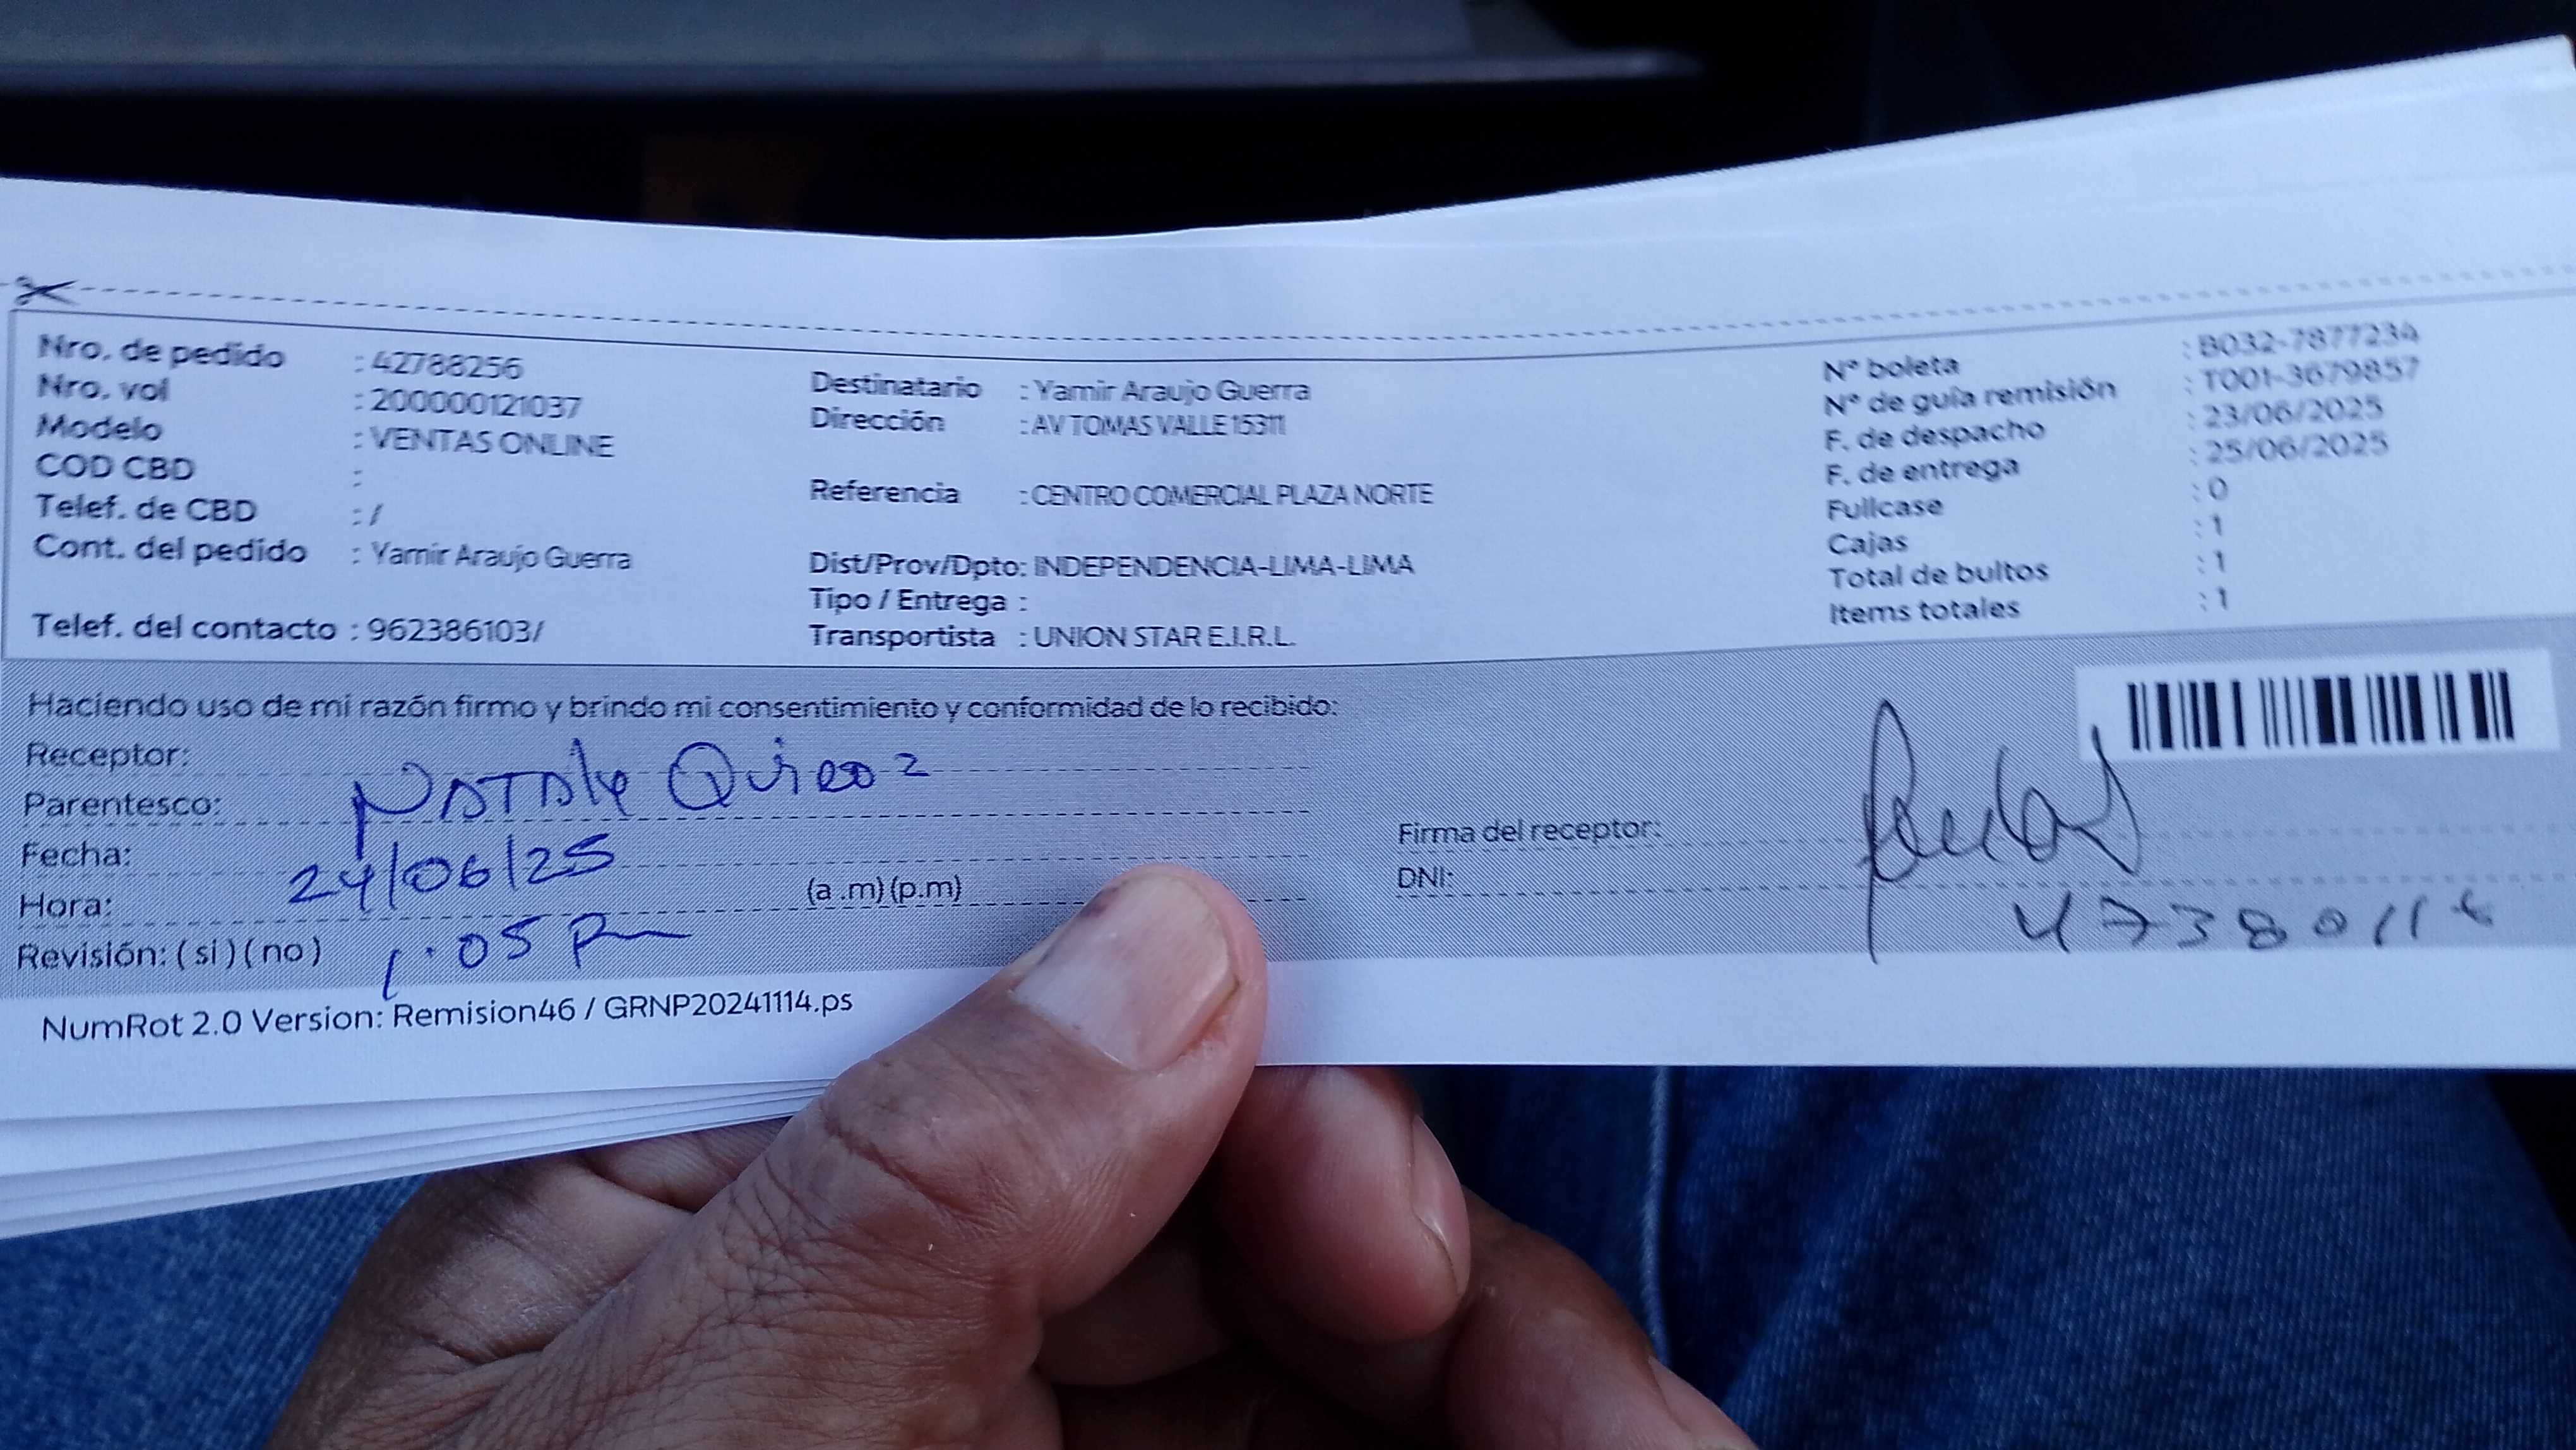 Nro. de pedido : 42788256
Nro. vol : 200000121037
Modelo : VENTAS ONLINE
COD CBD :
Telef. de CBD : /
Cont. del pedido : Yamir Araujo Guerra
Telef. del contacto : 962386103/
Destinatario : Yamir Araujo Guerra
Dirección : AV TOMAS VALLE 15311
Referencia : CENTRO COMERCIAL PLAZA NORTE
Dist/Prov/Dpto: INDEPENDENCIA-LIMA-LIMA
Tipo / Entrega :
Transportista : UNION STAR E.I.R.L.
N° boleta : B032-7877234
N° de guía remisión : T001-3679857
F. de despacho : 23/06/2025
F. de entrega : 25/06/2025
Fullcase : 0
Cajas : 1
Total de bultos : 1
Items totales : 1
Haciendo uso de mi razón firmo y brindo mi consentimiento y conformidad de lo recibido:
Receptor: Nataly Quiroz
Parentesco:
Fecha: 24/06/25
Hora: 1:05 Pm (a .m) (p.m)
Revisión: ( si ) ( no )
Firma del receptor:
DNI:
NumRot 2.0 Version: Remision46 / GRNP20241114.ps